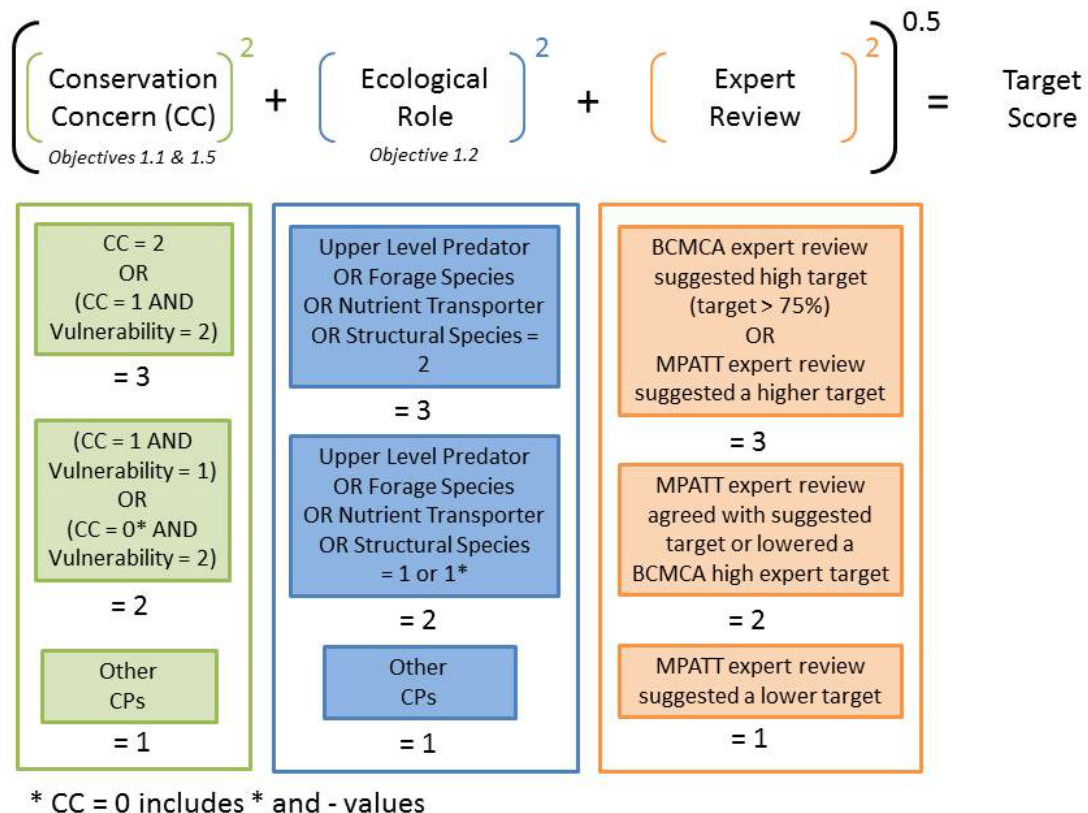 Conservation
Concern (CC)
Objectives 1.1 & 1.5
2
+
Ecological
Role
Objective 1.2
2
+
Expert
Review
2
0.5
=
Target
Score
CC = 2
OR
(CC = 1 AND
Vulnerability = 2)
= 3
(CC = 1 AND
Vulnerability = 1)
OR
(CC = 0* AND
Vulnerability = 2)
= 2
Other
CPs
= 1
Upper Level Predator
OR Forage Species
OR Nutrient Transporter
OR Structural Species =
2
= 3
Upper Level Predator
OR Forage Species
OR Nutrient Transporter
OR Structural Species
= 1 or 1*
= 2
Other
CPs
= 1
BCMCA expert review
suggested high target
(target > 75%)
OR
MPATT expert review
suggested a higher target
= 3
MPATT expert review
agreed with suggested
target or lowered a
BCMCA high expert target
= 2
MPATT expert review
suggested a lower target
= 1
* CC = 0 includes * and - values